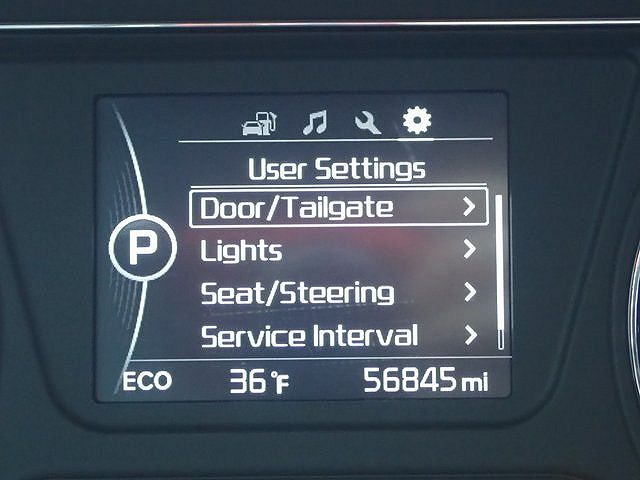 User Settings
Door/Tailgate
P
Lights
Seat/Steering
Service Interval
ECO 36°F 56845 mi